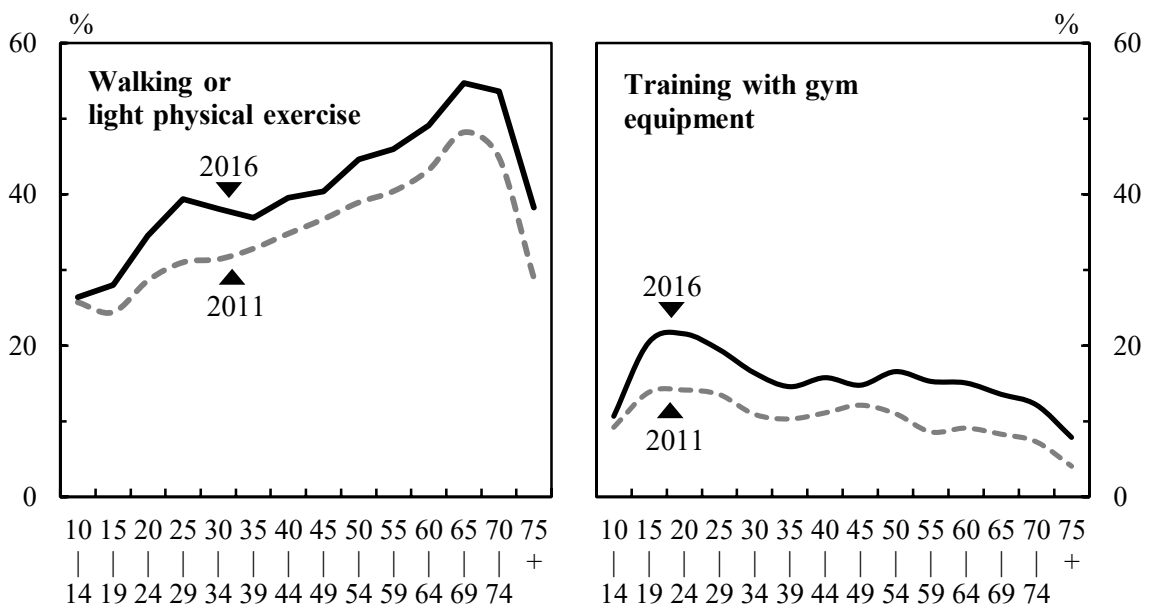 %
60
40
20
0
Walking or
light physical exercise
2016
2011
10 15 20 25 30 35 40 45 50 55 60 65 70 75
| | | | | | | | | | | | | +
14 19 24 29 34 39 44 49 54 59 64 69 74
%
60
40
20
0
Training with gym
equipment
2016
2011
10 15 20 25 30 35 40 45 50 55 60 65 70 75
| | | | | | | | | | | | | +
14 19 24 29 34 39 44 49 54 59 64 69 74